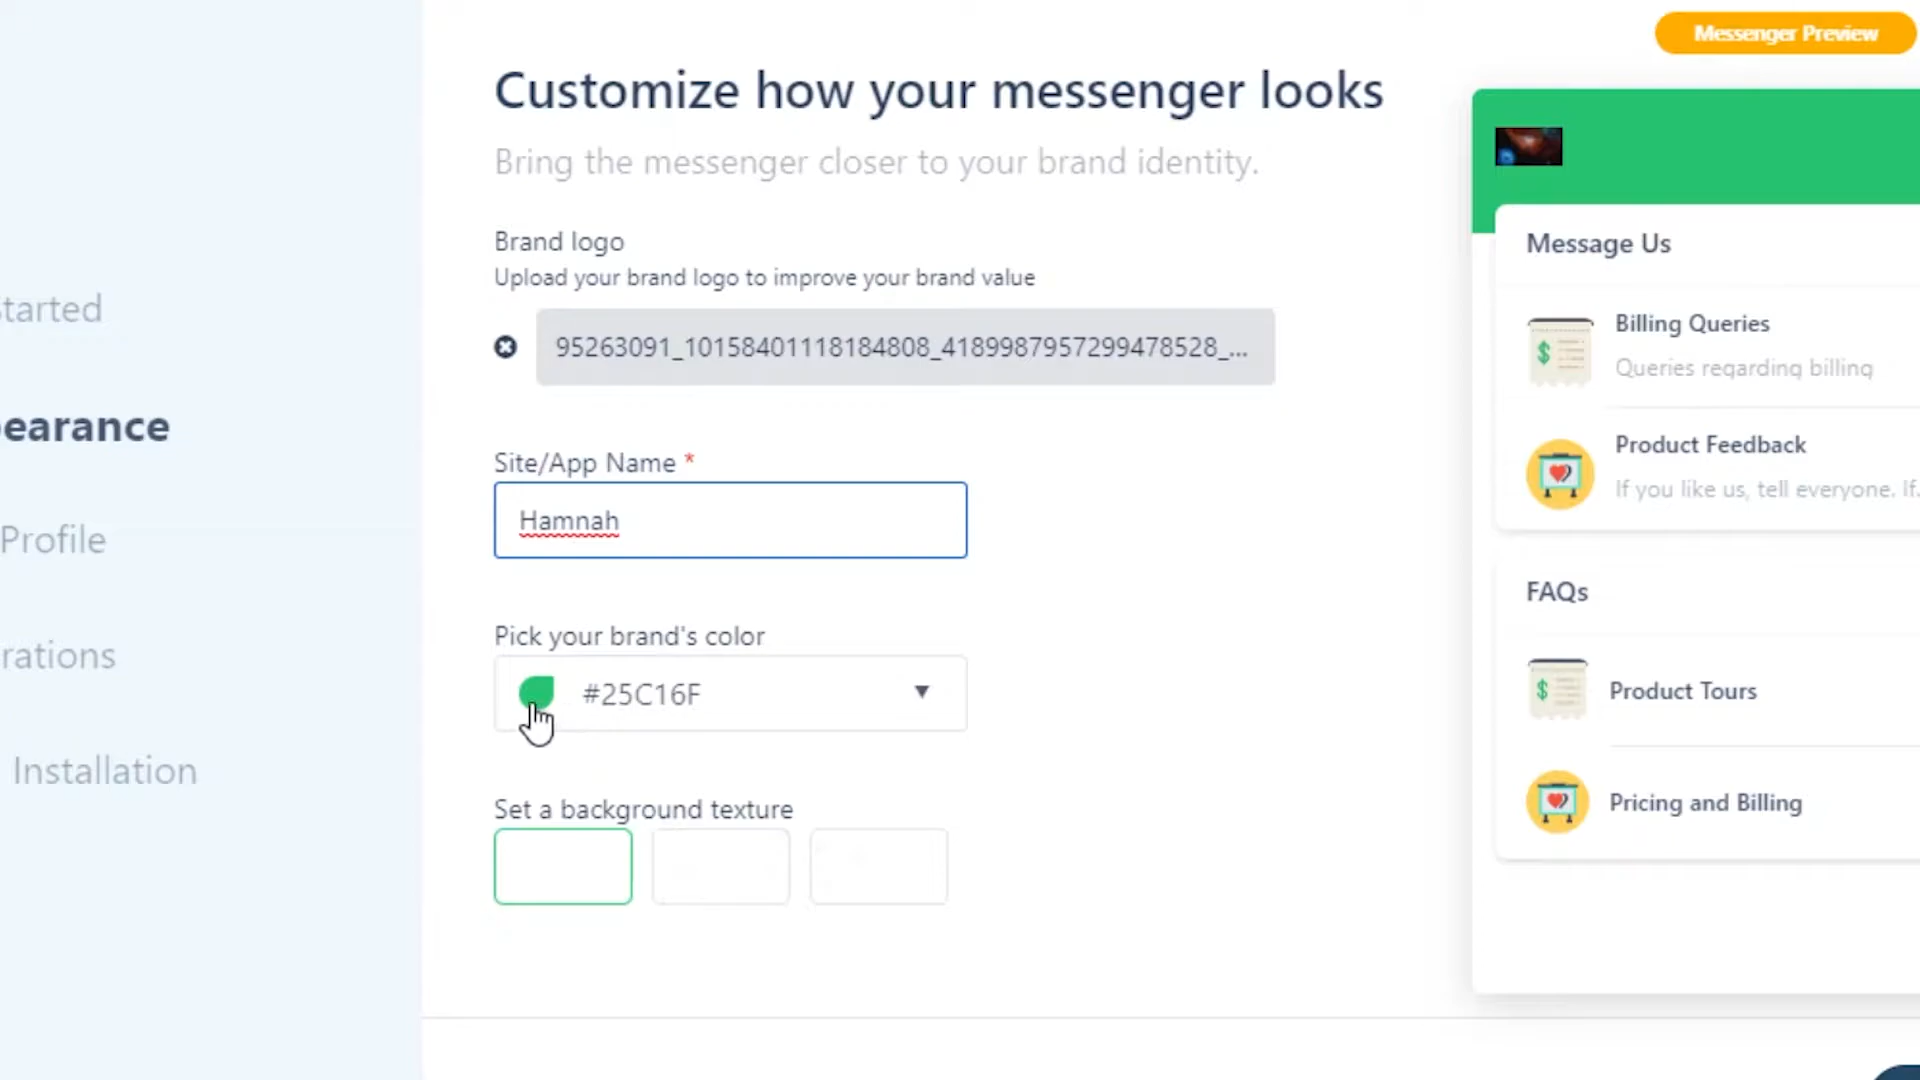 Messenger Preview
Customize how your messenger looks
Bring the messenger closer to your brand identity.
Brand logo
Upload your brand logo to improve your brand value
95263091_10158401118184808_4189987957299478528_...
Site/App Name *
Hamnah
Pick your brand's color
#25C16F
Set a background texture
tarted
earance
Profile
rations
Installation
Message Us
Billing Queries
Queries regarding billing
Product Feedback
If you like us, tell everyone. If.
FAQs
$
Product Tours
Pricing and Billing